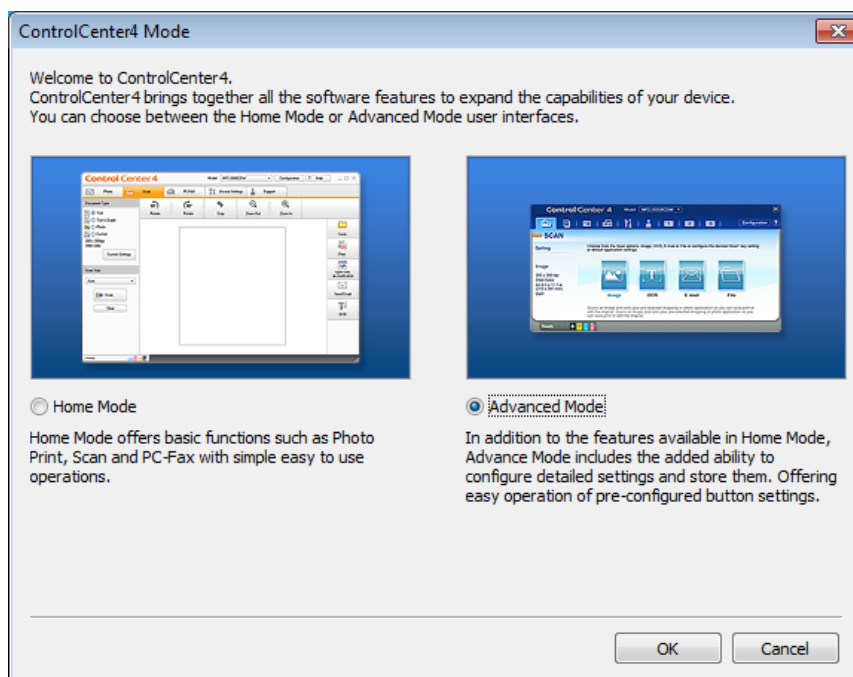 ControlCenter4 Mode
Welcome to ControlCenter4.
ControlCenter4 brings together all the software features to expand the capabilities of your device.
You can choose between the Home Mode or Advanced Mode user interfaces.
Control Center 4
Control Center 4
SCAN
Image
OCR
E-mail
File
Home Mode
Home Mode offers basic functions such as Photo
Print, Scan and PC-Fax with simple easy to use
operations.
Advanced Mode
In addition to the features available in Home Mode,
Advance Mode includes the added ability to
configure detailed settings and store them. Offering
easy operation of pre-configured button settings.
OK
Cancel